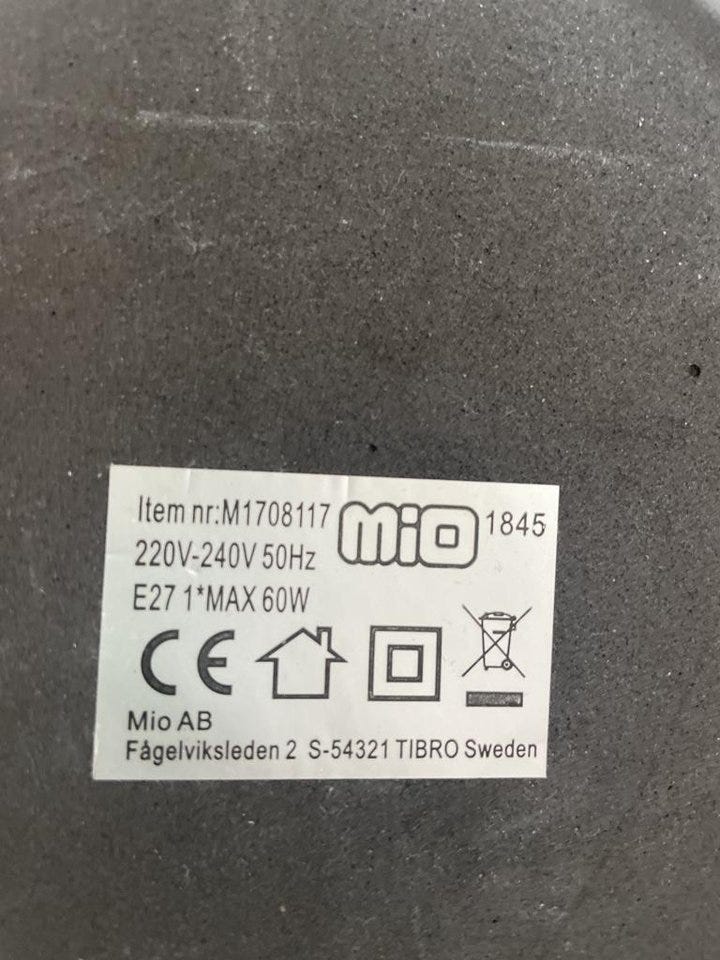 Item nr:M1708117 mio 1845
220V-240V 50Hz
E27 1*MAX 60W
CE
Mio AB
Fågelviksleden 2 S-54321 TIBRO Sweden